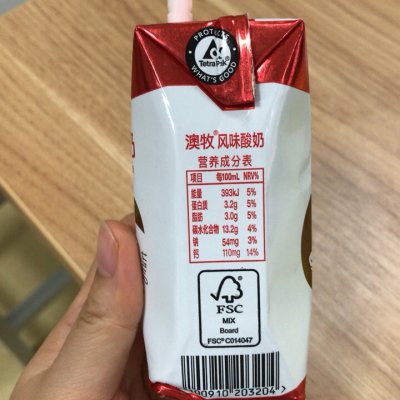 PROTECTS
Tetra Pak
WHAT'S GOOD
澳牧®风味酸奶
营养成分表
项目 每100mL NRV%
能量 393kJ 5%
蛋白质 3.2g 5%
脂肪 3.0g 5%
碳水化合物 13.2g 4%
钠 54mg 3%
钙 110mg 14%
FSC
MIX
Board
FSC® C014047